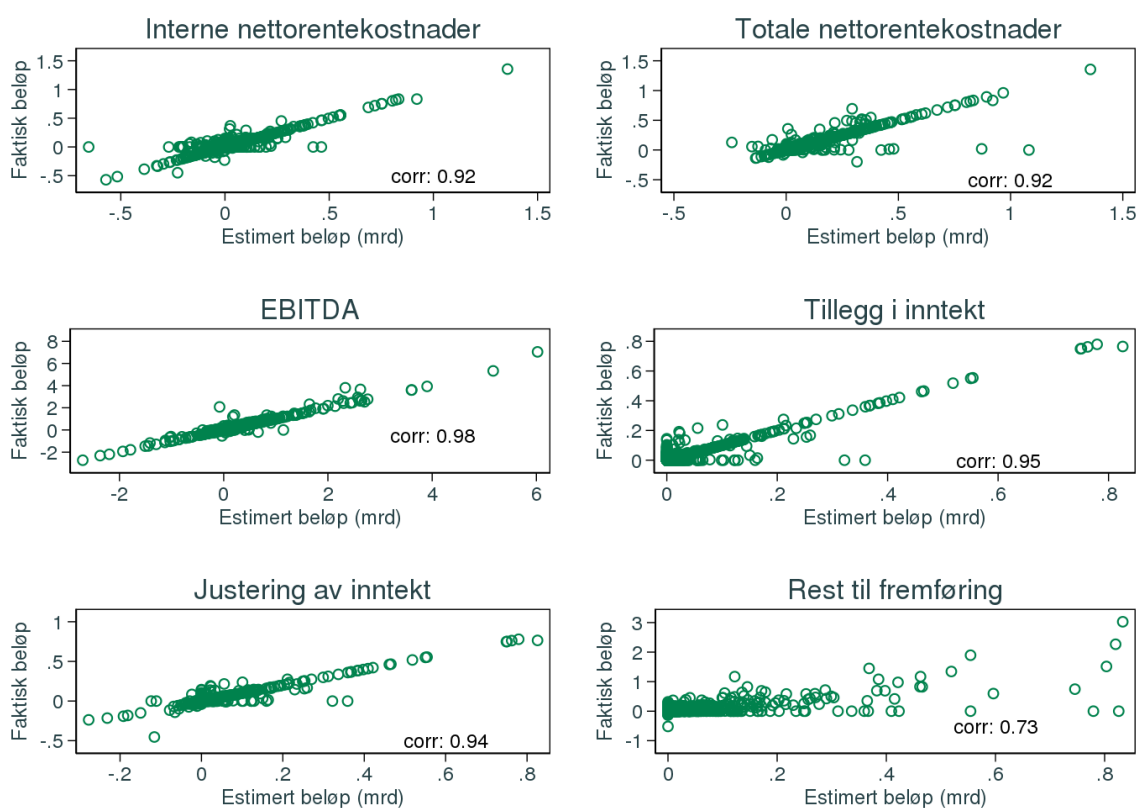 Interne nettorentekostnader
Faktisk beløp
1.5
1
.5
0
-.5
corr: 0.92
-.5 0 .5 1 1.5
Estimert beløp (mrd)
Totale nettorentekostnader
Faktisk beløp
1.5
1
.5
0
-.5
corr: 0.92
-.5 0 .5 1 1.5
Estimert beløp (mrd)
EBITDA
Faktisk beløp
8
6
4
2
0
-2
corr: 0.98
-2 0 2 4 6
Estimert beløp (mrd)
Tillegg i inntekt
Faktisk beløp
.8
.6
.4
.2
0
corr: 0.95
0 .2 .4 .6 .8
Estimert beløp (mrd)
Justering av inntekt
Faktisk beløp
1
.5
0
-.5
corr: 0.94
-.2 0 .2 .4 .6 .8
Estimert beløp (mrd)
Rest til fremføring
Faktisk beløp
3
2
1
0
-1
corr: 0.73
0 .2 .4 .6 .8
Estimert beløp (mrd)